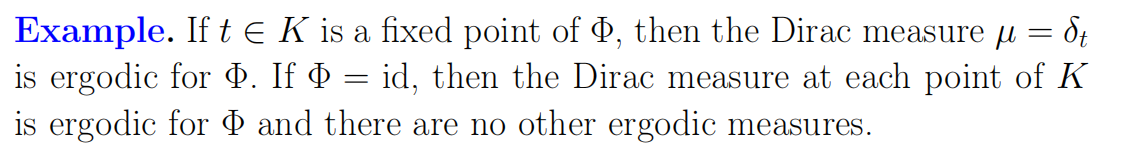 Example. If t ∈ K is a fixed point of Φ, then the Dirac measure μ = δ_t
is ergodic for Φ. If Φ = id, then the Dirac measure at each point of K
is ergodic for Φ and there are no other ergodic measures.